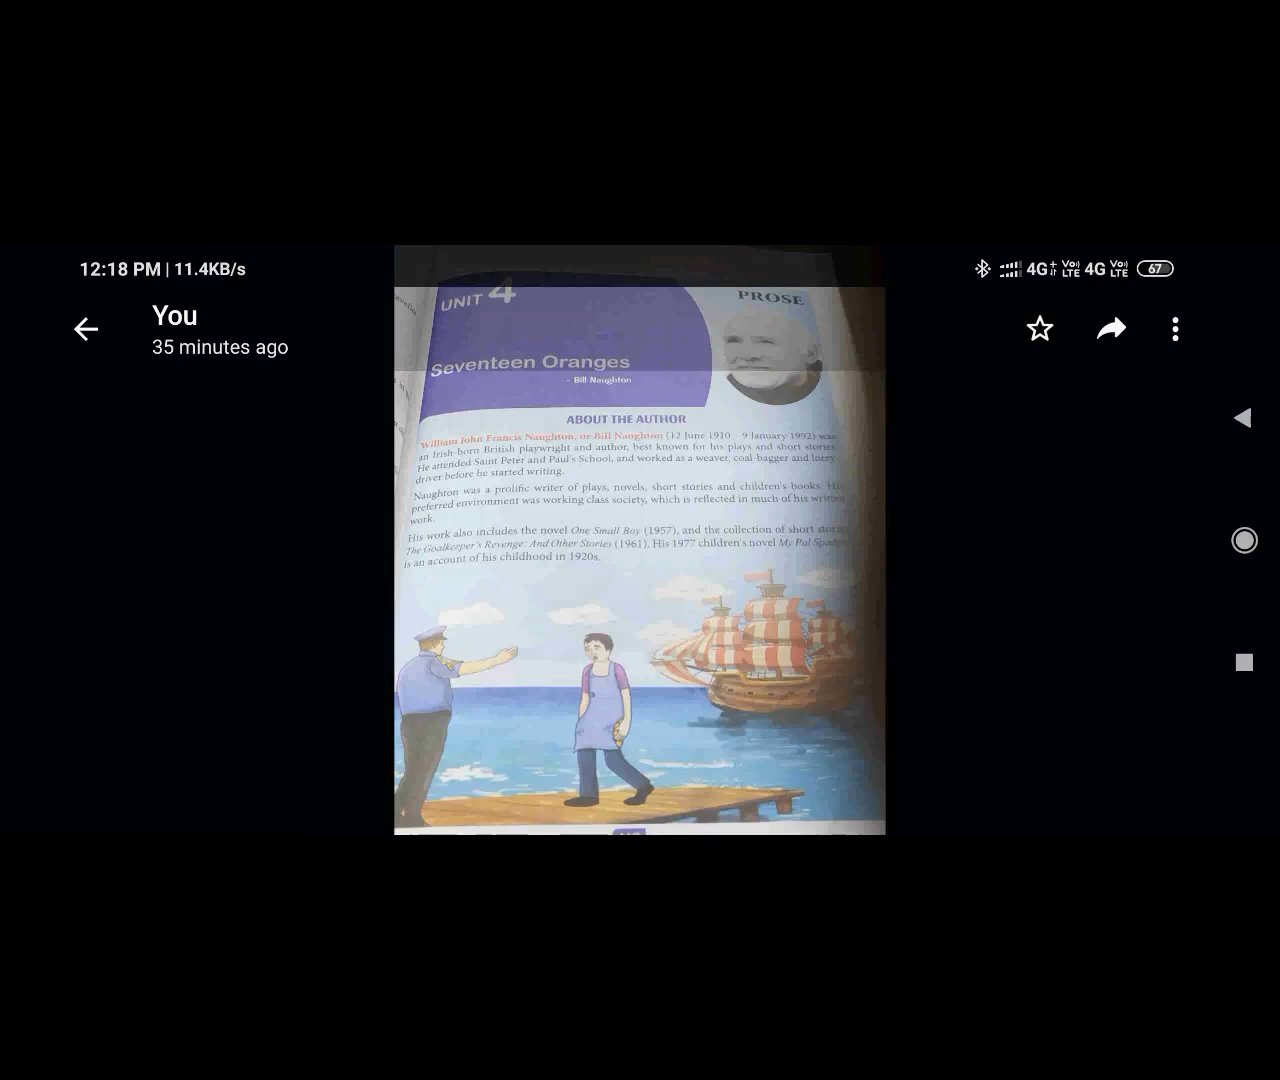 12:18 PM | 11.4KB/s
4G+ Vo)) LTE 4G Vo)) LTE 67
You
35 minutes ago
UNIT 4
PROSE
Seventeen Oranges
- Bill Naughton
ABOUT THE AUTHOR
William John Francis Naughton, or Bill Naughton (12 June 1910 – 9 January 1992) was
an Irish-born British playwright and author, best known for his plays and short stories.
He attended Saint Peter and Paul's School, and worked as a weaver, coal-bagger and lorry
driver before he started writing.
Naughton was a prolific writer of plays, novels, short stories and children's books. His
preferred environment was working class society, which is reflected in much of his written
work.
His work also includes the novel One Small Boy (1957), and the collection of short stories
The Goalkeeper's Revenge: And Other Stories (1961). His 1977 children's novel My Pal
is an account of his childhood in 1920s.